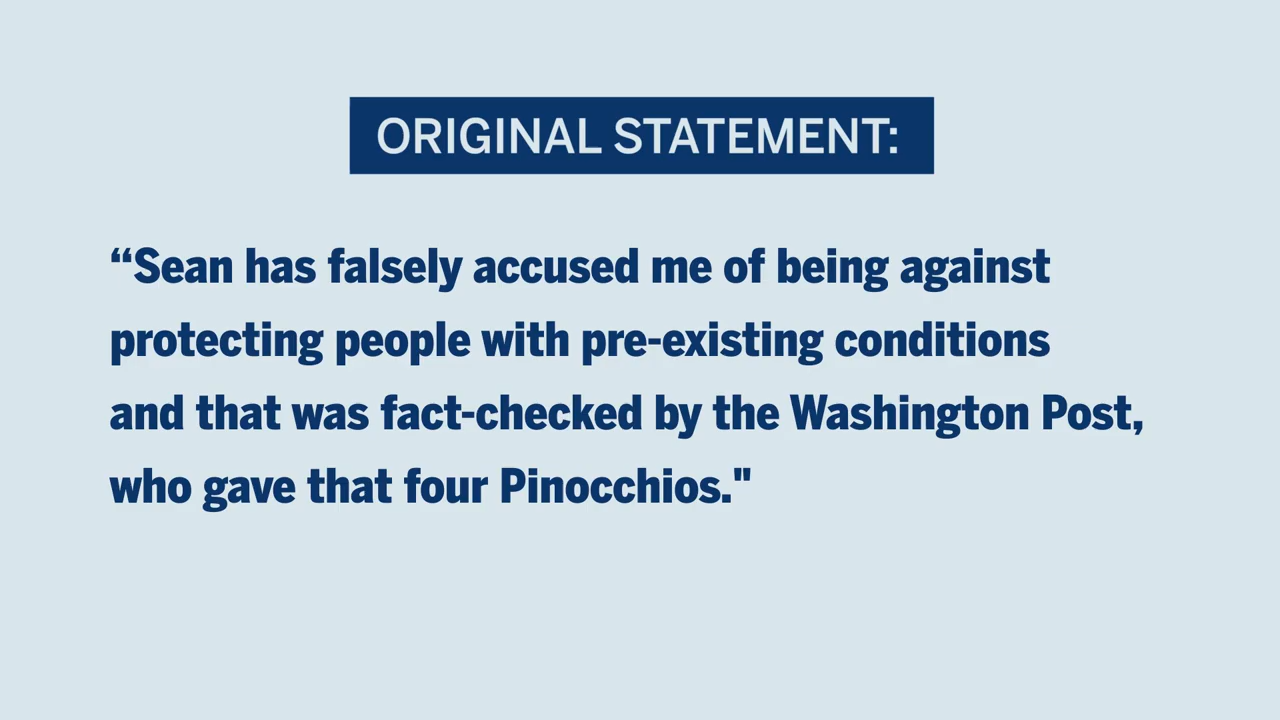 ORIGINAL STATEMENT:
“Sean has falsely accused me of being against
protecting people with pre-existing conditions
and that was fact-checked by the Washington Post,
who gave that four Pinocchios."